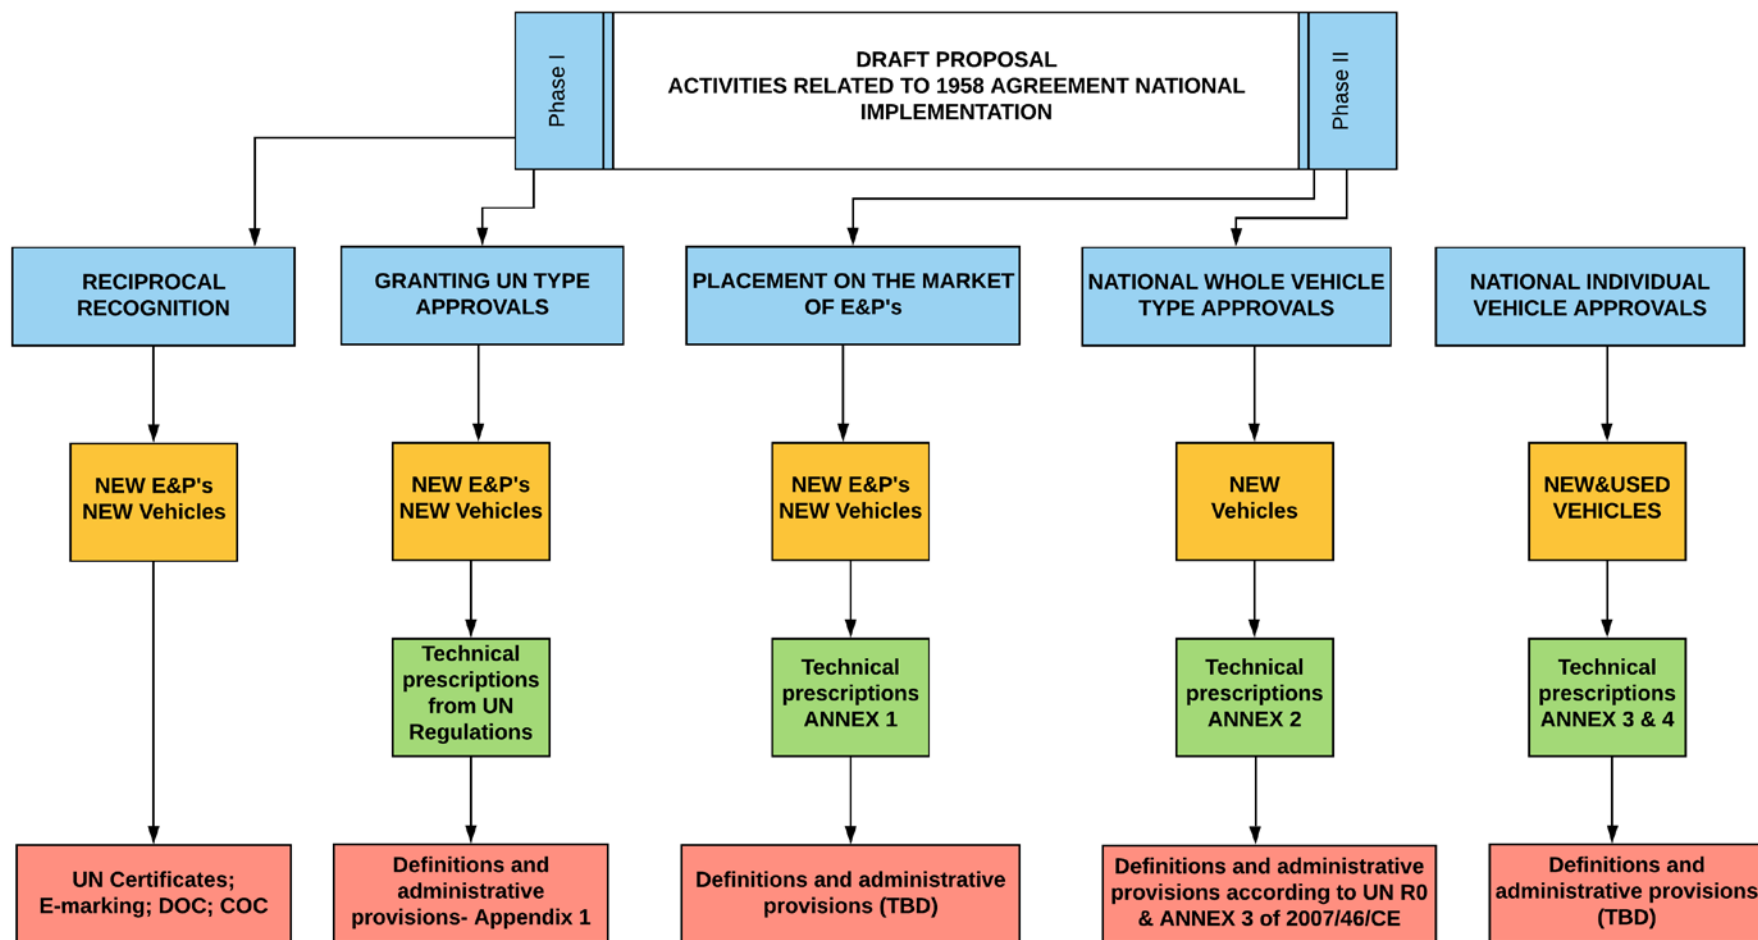 Phase I
DRAFT PROPOSAL
ACTIVITIES RELATED TO 1958 AGREEMENT NATIONAL
IMPLEMENTATION
Phase II
RECIPROCAL
RECOGNITION
GRANTING UN TYPE
APPROVALS
PLACEMENT ON THE MARKET
OF E&P's
NATIONAL WHOLE VEHICLE
TYPE APPROVALS
NATIONAL INDIVIDUAL
VEHICLE APPROVALS
NEW E&P's
NEW Vehicles
NEW E&P's
NEW Vehicles
NEW E&P's
NEW Vehicles
NEW
Vehicles
NEW&USED
VEHICLES
Technical
prescriptions
from UN
Regulations
Technical
prescriptions
ANNEX 1
Technical
prescriptions
ANNEX 2
Technical
prescriptions
ANNEX 3 & 4
UN Certificates;
E-marking; DOC; COC
Definitions and
administrative
provisions- Appendix 1
Definitions and administrative
provisions (TBD)
Definitions and administrative
provisions according to UN R0
& ANNEX 3 of 2007/46/CE
Definitions and
administrative provisions
(TBD)